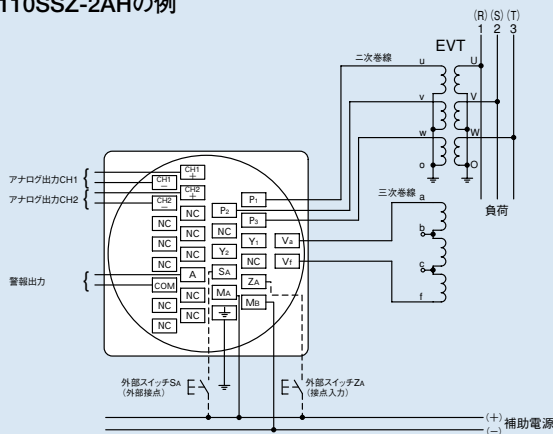 110SSZ-2AHの例
(R) (S) (T)
1 2 3
EVT
二次巻線
u U
v V
w W
o O
三次巻線
a
b
c
f
負荷
アナログ出力CH1
アナログ出力CH2
警報出力
CH1 +
CH1 −
CH2 +
CH2 −
NC
NC
NC
NC
NC
A
COM
NC
NC
NC
NC
P1
P2
P3
NC
Y1
Va
Y2
NC
Vf
SA
ZA
MA
MB
外部スイッチSA
(外部接点)
外部スイッチZA
(接点入力)
(+)
(−)
補助電源